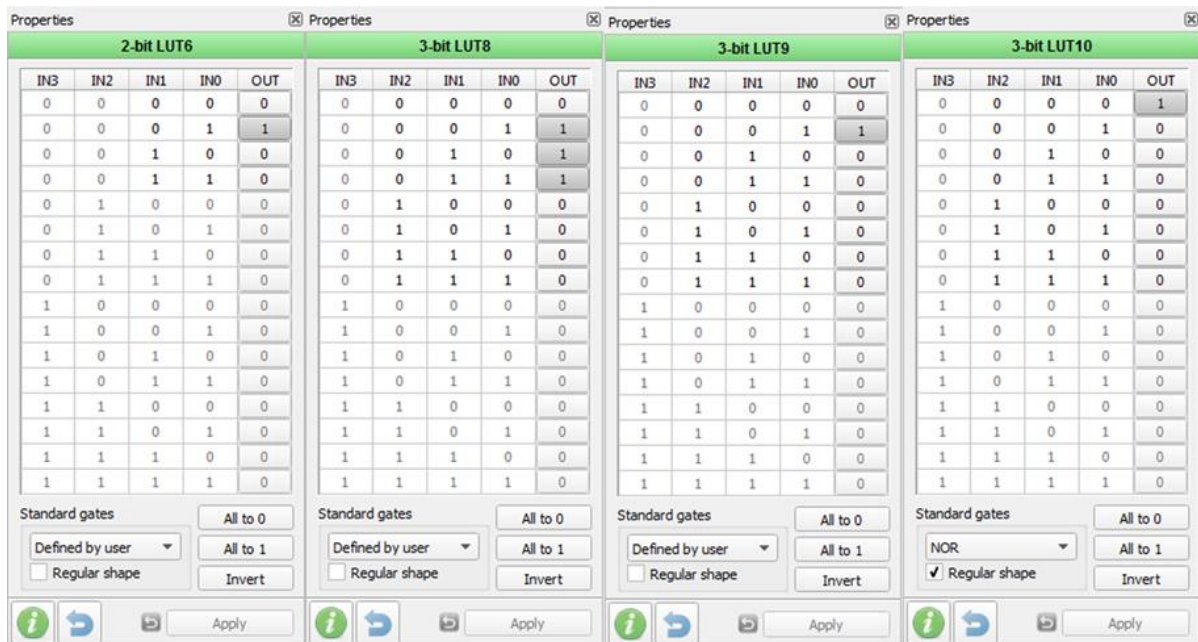 Properties
2-bit LUT6
IN3 IN2 IN1 IN0 OUT
0 0 0 0 0
0 0 0 1 1
0 0 1 0 0
0 0 1 1 0
0 1 0 0 0
0 1 0 1 0
0 1 1 0 0
0 1 1 1 0
1 0 0 0 0
1 0 0 1 0
1 0 1 0 0
1 0 1 1 0
1 1 0 0 0
1 1 0 1 0
1 1 1 0 0
1 1 1 1 0
Standard gates
All to 0
Defined by user
All to 1
Regular shape
Invert
Apply
Properties
3-bit LUT8
IN3 IN2 IN1 IN0 OUT
0 0 0 0 0
0 0 0 1 1
0 0 1 0 1
0 0 1 1 1
0 1 0 0 0
0 1 0 1 0
0 1 1 0 0
0 1 1 1 0
1 0 0 0 0
1 0 0 1 0
1 0 1 0 0
1 0 1 1 0
1 1 0 0 0
1 1 0 1 0
1 1 1 0 0
1 1 1 1 0
Standard gates
All to 0
Defined by user
All to 1
Regular shape
Invert
Apply
Properties
3-bit LUT9
IN3 IN2 IN1 IN0 OUT
0 0 0 0 0
0 0 0 1 1
0 0 1 0 0
0 0 1 1 0
0 1 0 0 0
0 1 0 1 0
0 1 1 0 0
0 1 1 1 0
1 0 0 0 0
1 0 0 1 0
1 0 1 0 0
1 0 1 1 0
1 1 0 0 0
1 1 0 1 0
1 1 1 0 0
1 1 1 1 0
Standard gates
All to 0
Defined by user
All to 1
Regular shape
Invert
Apply
Properties
3-bit LUT10
IN3 IN2 IN1 IN0 OUT
0 0 0 0 1
0 0 0 1 0
0 0 1 0 0
0 0 1 1 0
0 1 0 0 0
0 1 0 1 0
0 1 1 0 0
0 1 1 1 0
1 0 0 0 0
1 0 0 1 0
1 0 1 0 0
1 0 1 1 0
1 1 0 0 0
1 1 0 1 0
1 1 1 0 0
1 1 1 1 0
Standard gates
All to 0
NOR
All to 1
Regular shape
Invert
Apply